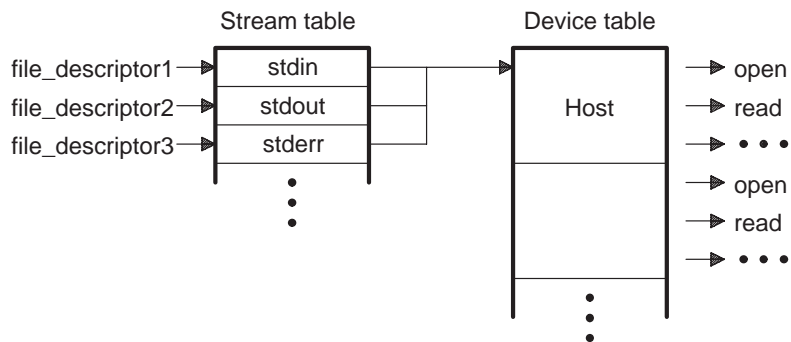 Stream table
Device table
file_descriptor1
stdin
open
file_descriptor2
stdout
Host
read
file_descriptor3
stderr
• • •
open
read
• • •